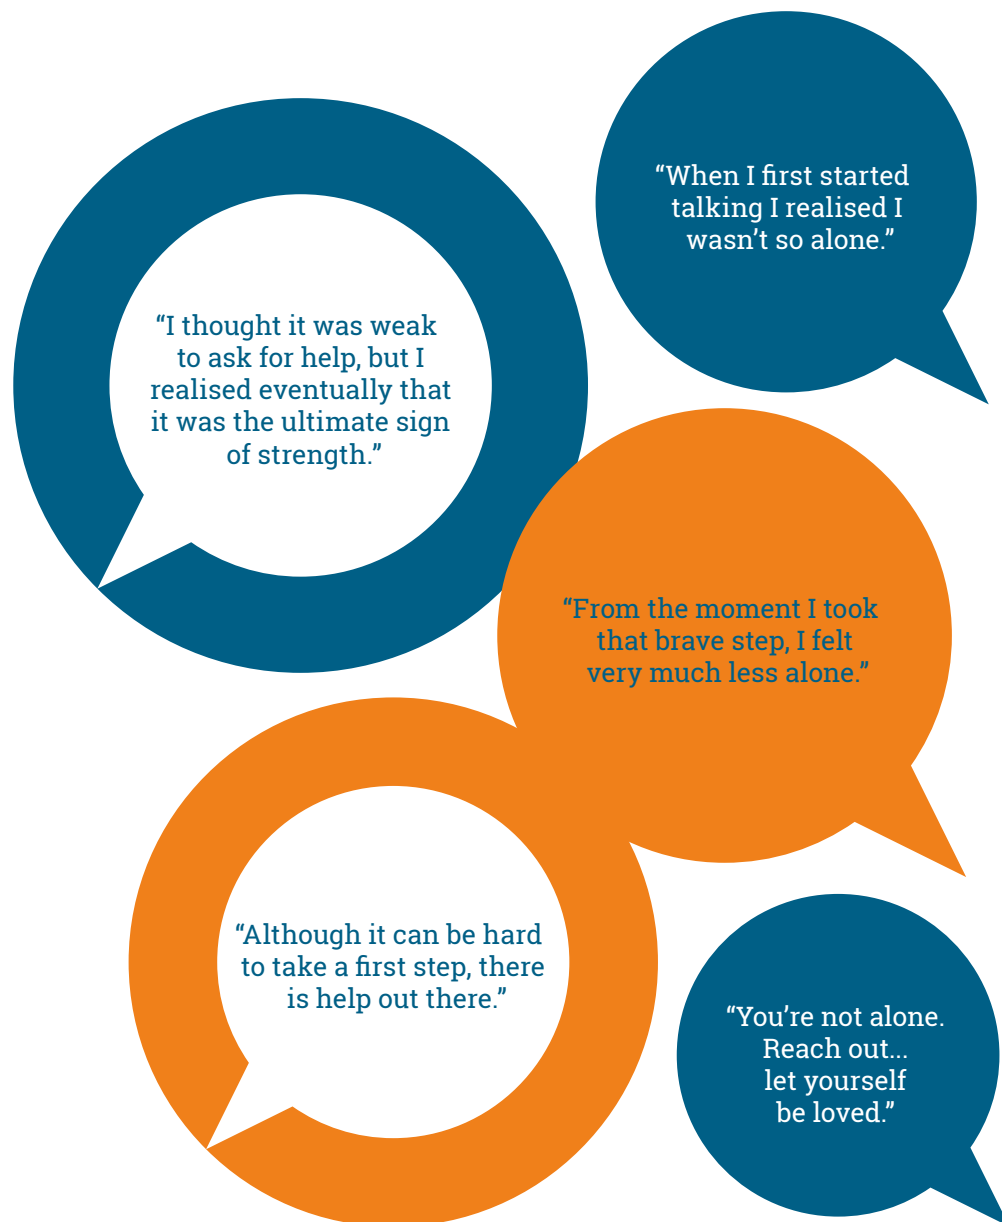 “When I first started
talking I realised I
wasn’t so alone.”
“I thought it was weak
to ask for help, but I
realised eventually that
it was the ultimate sign
of strength.”
“From the moment I took
that brave step, I felt
very much less alone.”
“Although it can be hard
to take a first step, there
is help out there.”
“You’re not alone.
Reach out...
let yourself
be loved.”